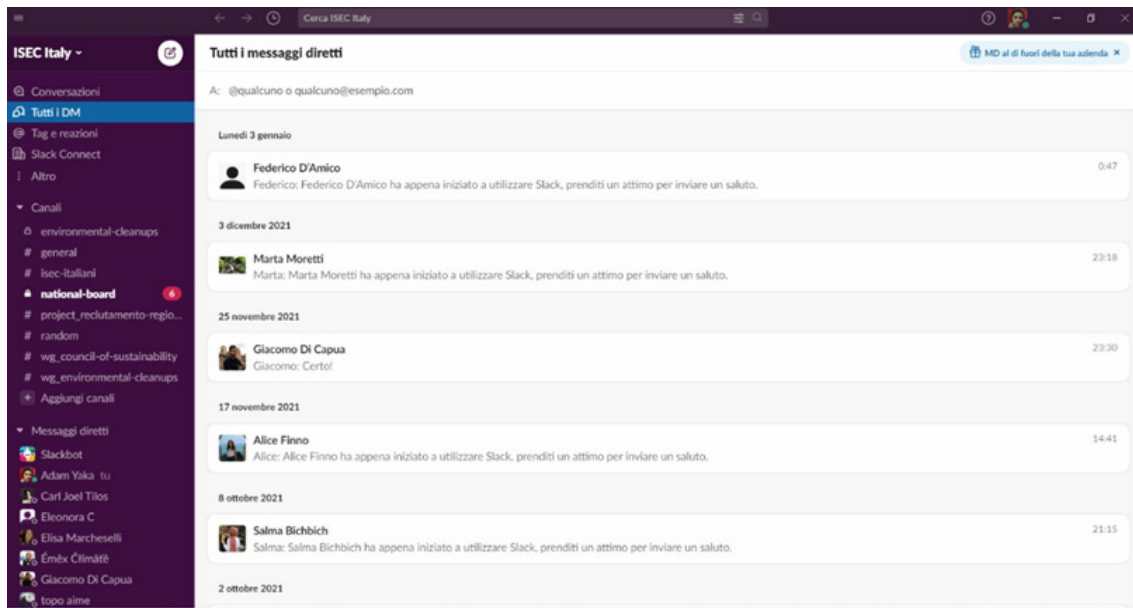 Cerca ISEC Italy
ISEC Italy
Conversazioni
Tutti i DM
Tag e reazioni
Slack Connect
Altro
Canali
environmental-cleanups
# general
# isec-italiani
national-board 6
# project_reclutamento-regio...
# random
# wg_council-of-sustainability
# wg_environmental-cleanups
+ Aggiungi canali
Messaggi diretti
Slackbot
Adam Yaka tu
Carl Joel Tilos
Eleonora C
Elisa Marcheselli
Giacomo Di Capua
topo aime
Tutti i messaggi diretti
MD al di fuori della tua azienda ×
A: @qualcuno o qualcuno@esempio.com
Lunedì 3 gennaio
Federico D'Amico 0:47
Federico: Federico D'Amico ha appena iniziato a utilizzare Slack, prenditi un attimo per inviare un saluto.
3 dicembre 2021
Marta Moretti 23:18
Marta: Marta Moretti ha appena iniziato a utilizzare Slack, prenditi un attimo per inviare un saluto.
25 novembre 2021
Giacomo Di Capua 23:30
Giacomo: Certo!
17 novembre 2021
Alice Finno 14:41
Alice: Alice Finno ha appena iniziato a utilizzare Slack, prenditi un attimo per inviare un saluto.
8 ottobre 2021
Salma Bichbich 21:15
Salma: Salma Bichbich ha appena iniziato a utilizzare Slack, prenditi un attimo per inviare un saluto.
2 ottobre 2021